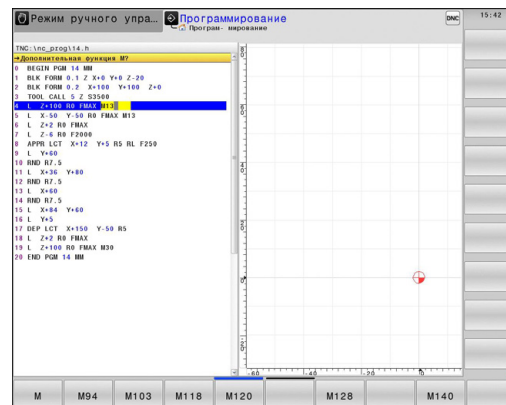 Режим ручного упра…
Программирование
Програм- мирование
DNC
15:42
TNC:\nc_prog\14.h
→Дополнительная функция M?
0 BEGIN PGM 14 MM
1 BLK FORM 0.1 Z X+0 Y+0 Z-20
2 BLK FORM 0.2 X+100 Y+100 Z+0
3 TOOL CALL 5 Z S3500
4 L Z+100 R0 FMAX M13
5 L X-50 Y-50 R0 FMAX M13
6 L Z+2 R0 FMAX
7 L Z-6 R0 F2000
8 APPR LCT X+12 Y+5 R5 RL F250
9 L Y+60
10 RND R7.5
11 L X+36 Y+80
12 RND R7.5
13 L X+60
14 RND R7.5
15 L X+84 Y+60
16 L Y+5
17 DEP LCT X+150 Y-50 R5
18 L Z+2 R0 FMAX
19 L Z+100 R0 FMAX M30
20 END PGM 14 MM
-60 -40 -20 0
M M94 M103 M118 M120 M128 M140